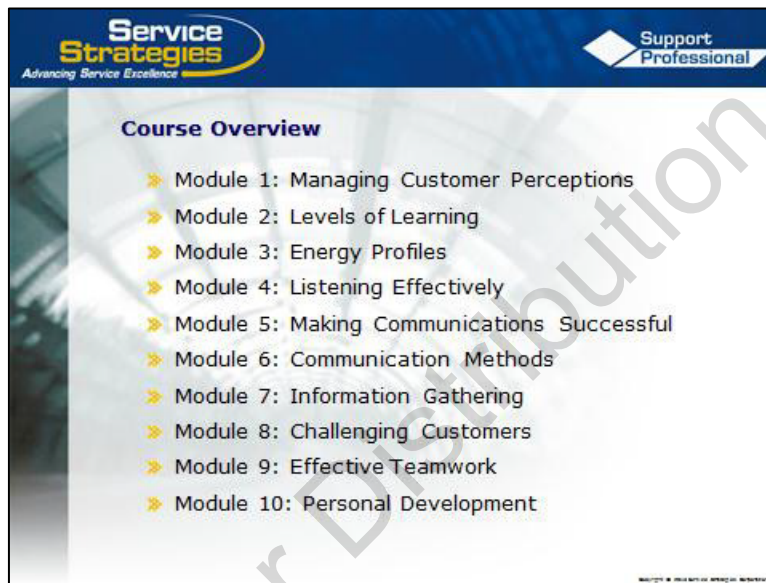 Service
Strategies
Advancing Service Excellence
Support
Professional
Course Overview
Module 1: Managing Customer Perceptions
Module 2: Levels of Learning
Module 3: Energy Profiles
Module 4: Listening Effectively
Module 5: Making Communications Successful
Module 6: Communication Methods
Module 7: Information Gathering
Module 8: Challenging Customers
Module 9: Effective Teamwork
Module 10: Personal Development
r Distribution